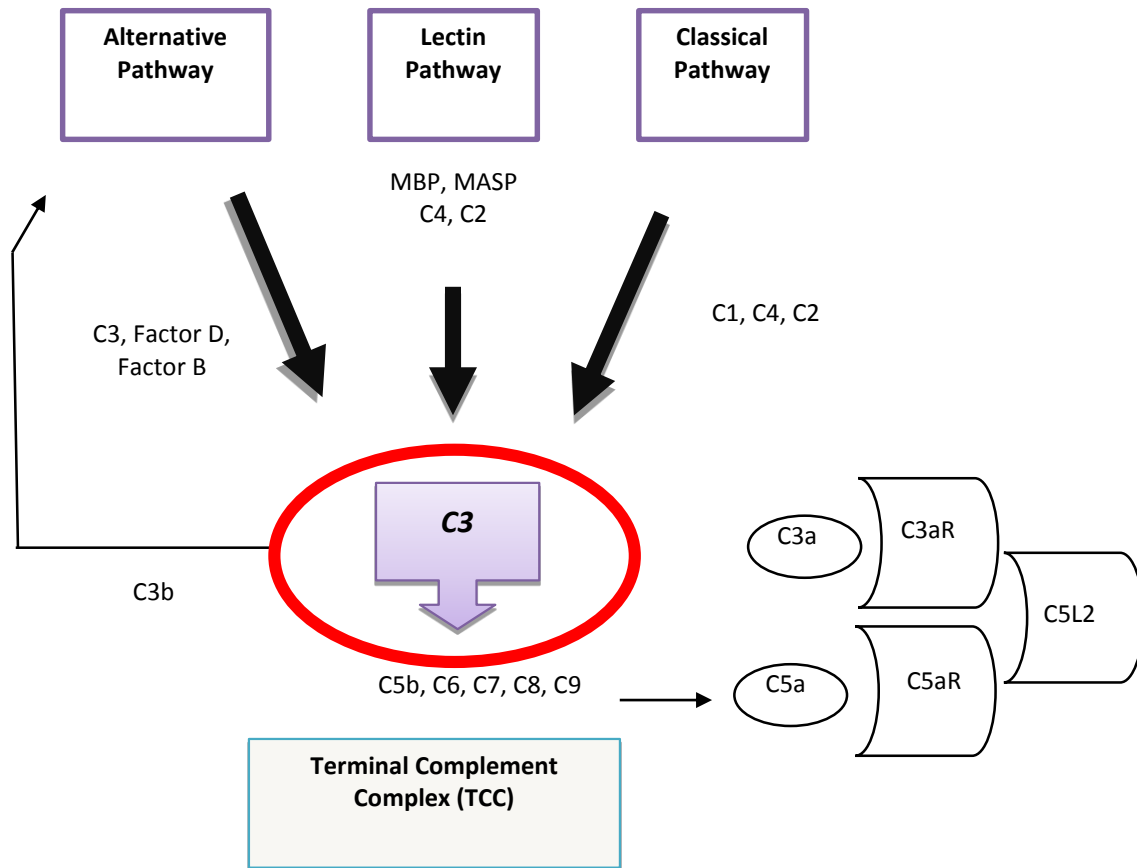 Alternative
Pathway
Lectin
Pathway
Classical
Pathway
MBP, MASP
C4, C2
C1, C4, C2
C3, Factor D,
Factor B
C3
C3b
C3a
C3aR
C5L2
C5a
C5aR
C5b, C6, C7, C8, C9
Terminal Complement
Complex (TCC)